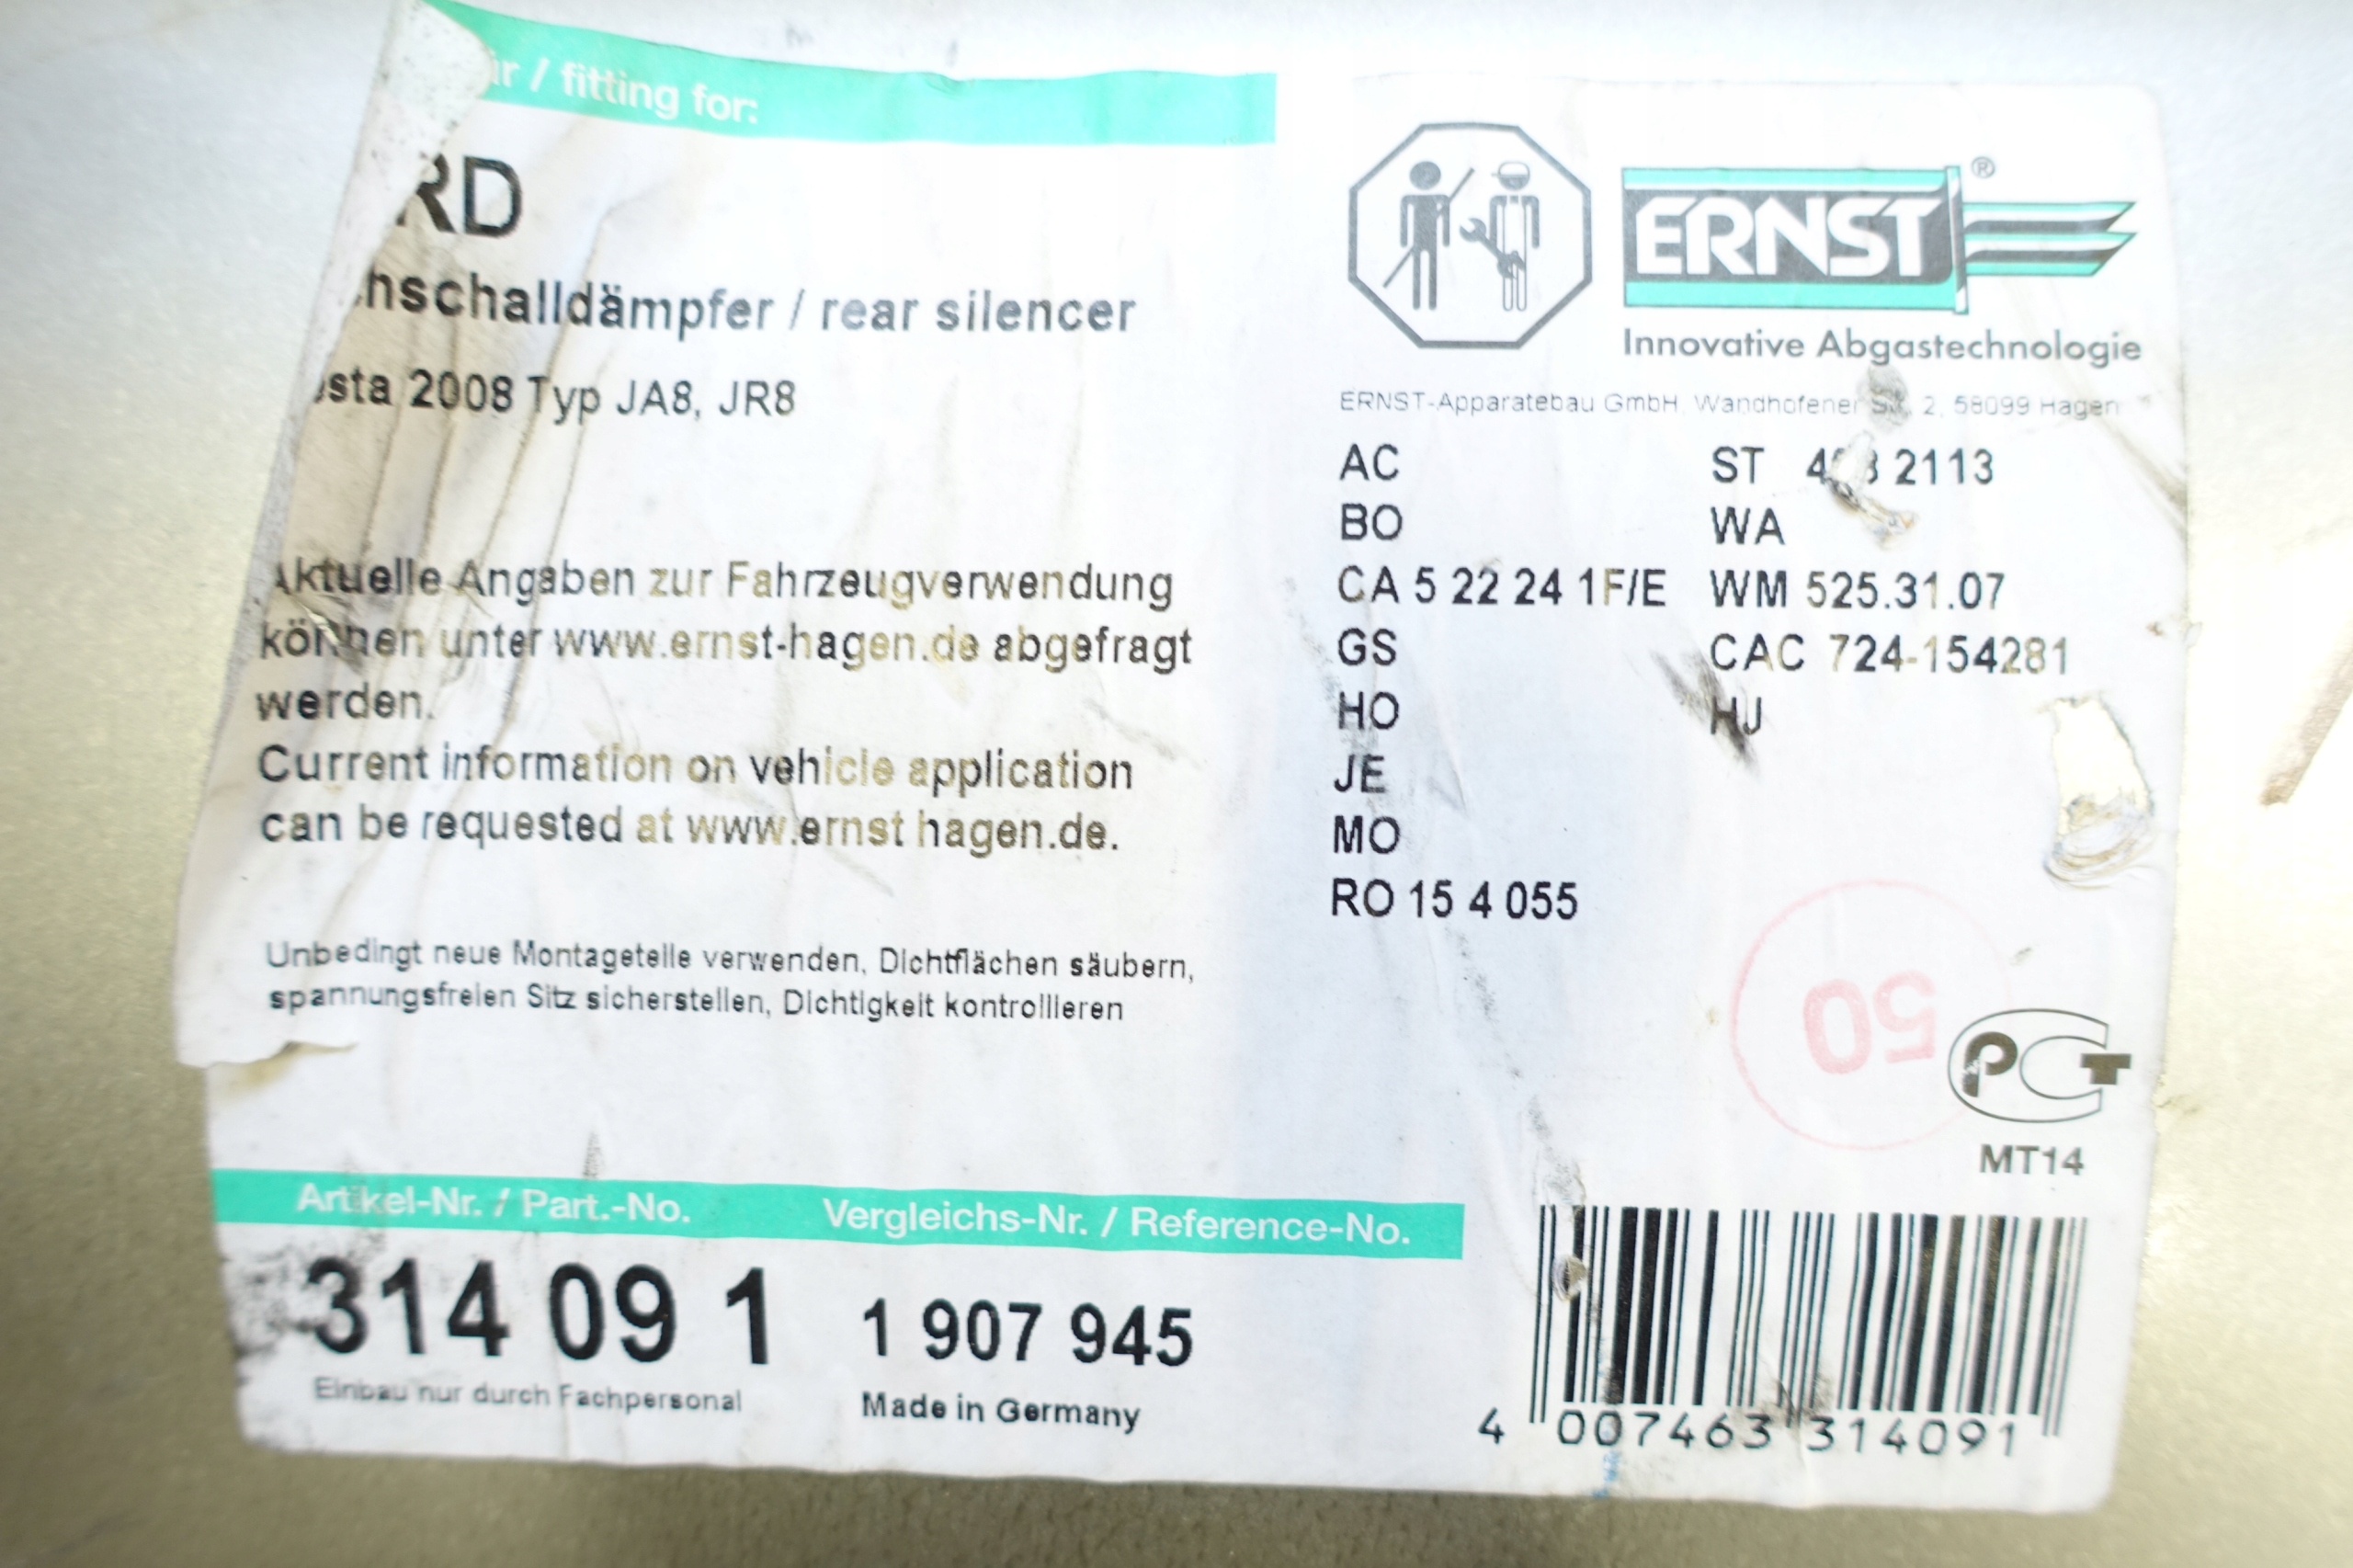 / fitting for:
/ rear silencer
2008 Typ JA8, JR8
Aktuelle Angaben zur Fahrzeugverwendung
können unter www.ernst-hagen.de abgefragt
werden.
Current information on vehicle application
can be requested at www.ernst hagen.de.
Unbedingt neue Montageteile verwenden, Dichtflächen säubern,
spannungsfreien Sitz sicherstellen, Dichtigkeit kontrollieren
Artikel-Nr. / Part.-No.
Vergleichs-Nr. / Reference-No.
314 09 1
1 907 945
Einbau nur durch Fachpersonal
Made in Germany
ERNST®
Innovative Abgastechnologie
ERNST-Apparatebau GmbH, Wandhofener Str. 2, 58099 Hagen
AC
BO
CA 5 22 24 1F/E
GS
HO
JE
MO
RO 15 4 055
ST 2113
WA
WM 525.31.07
CAC 724-154281
HJ
50
PCT
MT14
4 007463 314091